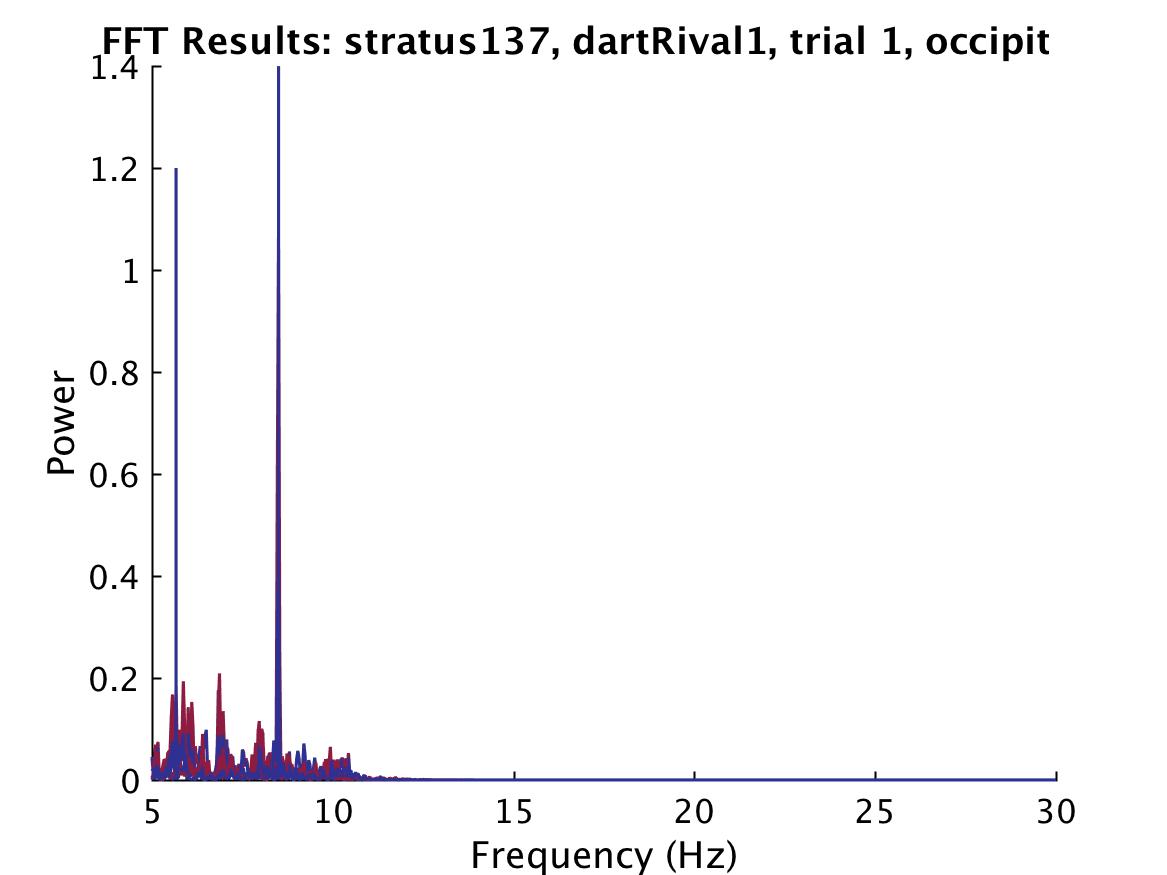 FFT Results: stratus137, dartRival1, trial 1, occipit
1.4
1.2
1
0.8
0.6
0.4
0.2
0
Power
5 10 15 20 25 30
Frequency (Hz)